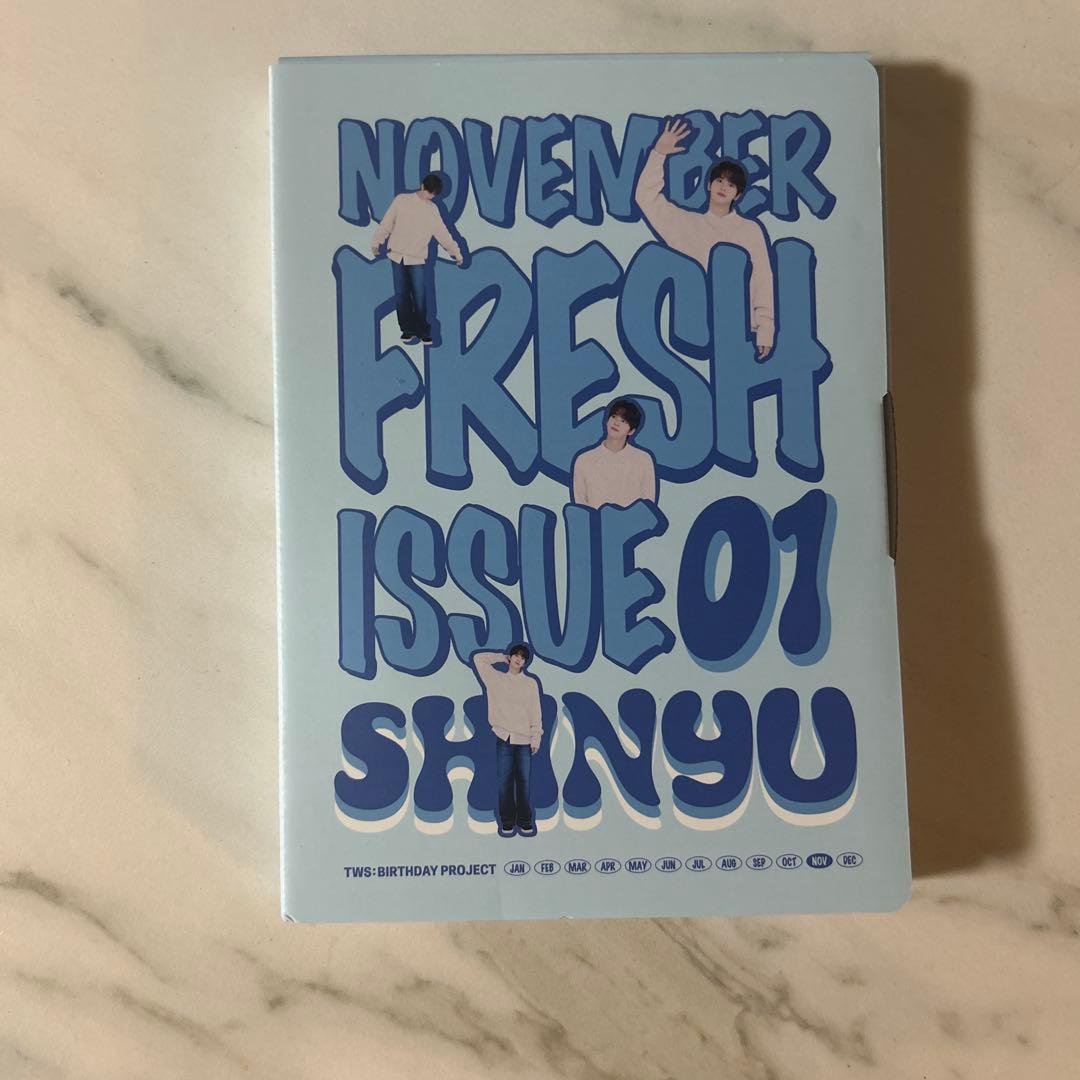 NOVEMBER
FRESH
ISSUE 01
SHINYU
TWS:BIRTHDAY PROJECT JAN FEB MAR APR MAY JUN JUL AUG SEP OCT NOV DEC